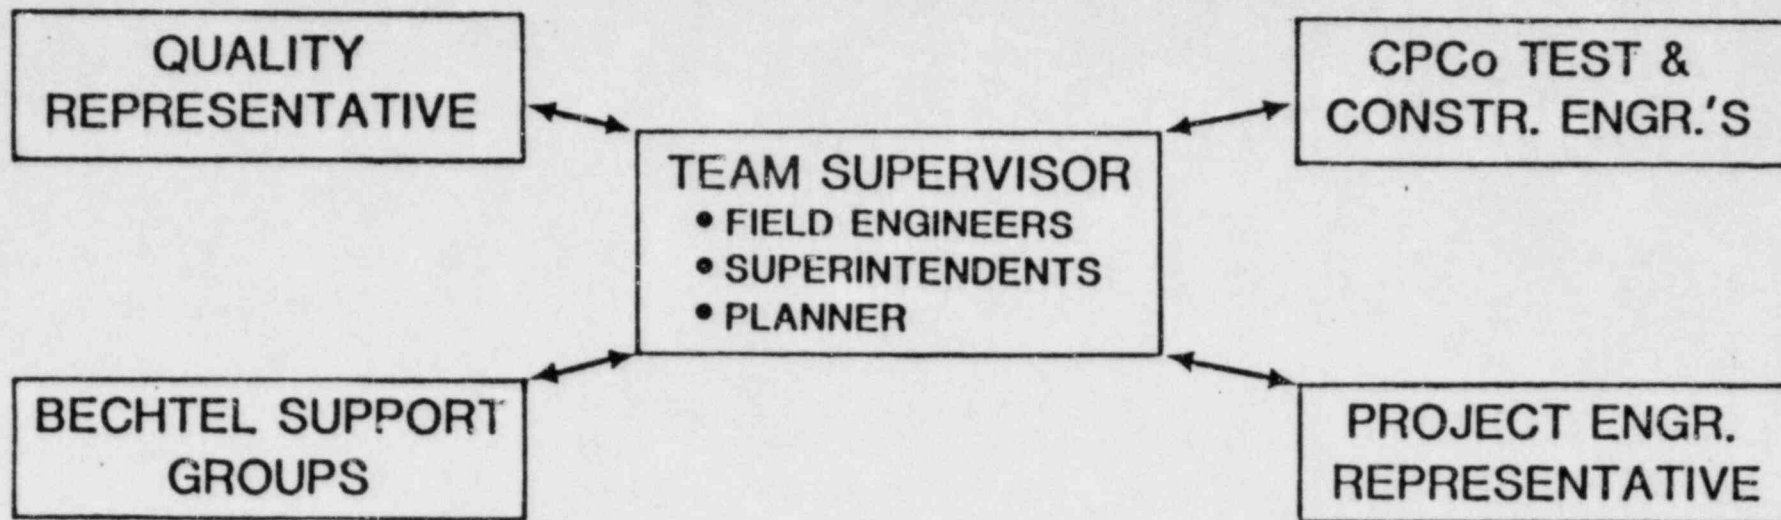 QUALITY
REPRESENTATIVE
CPCo TEST &
CONSTR. ENGR.'S
TEAM SUPERVISOR
• FIELD ENGINEERS
• SUPERINTENDENTS
• PLANNER
BECHTEL SUPPORT
GROUPS
PROJECT ENGR.
REPRESENTATIVE